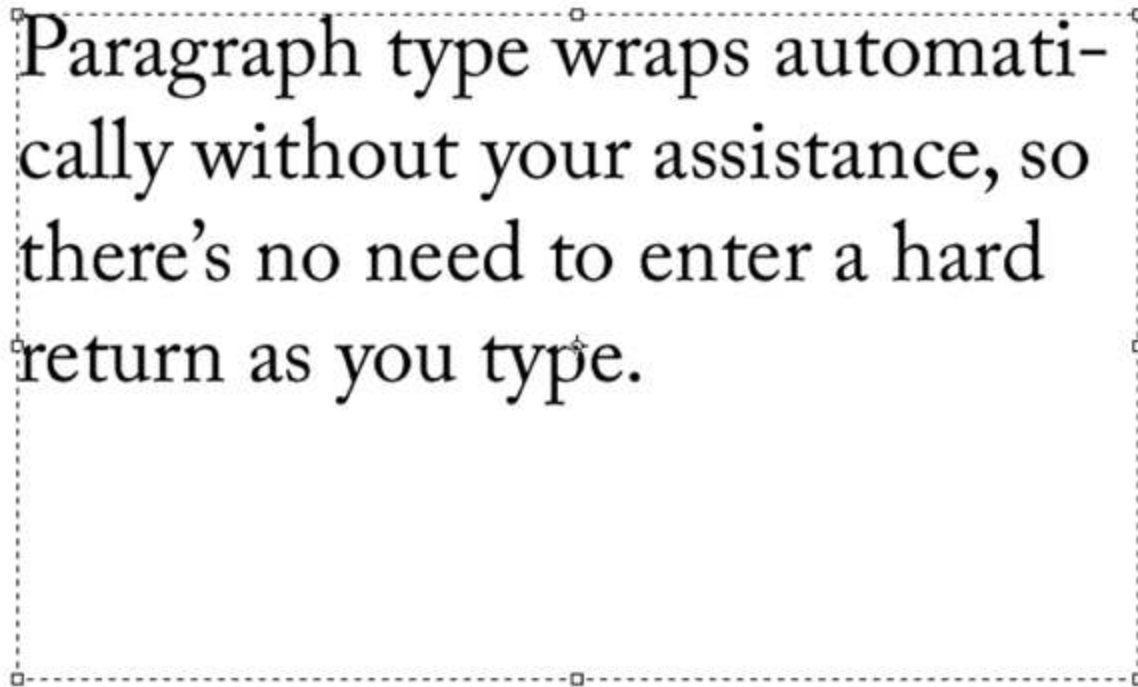 Paragraph type wraps automati-
cally without your assistance, so
there’s no need to enter a hard
return as you type.